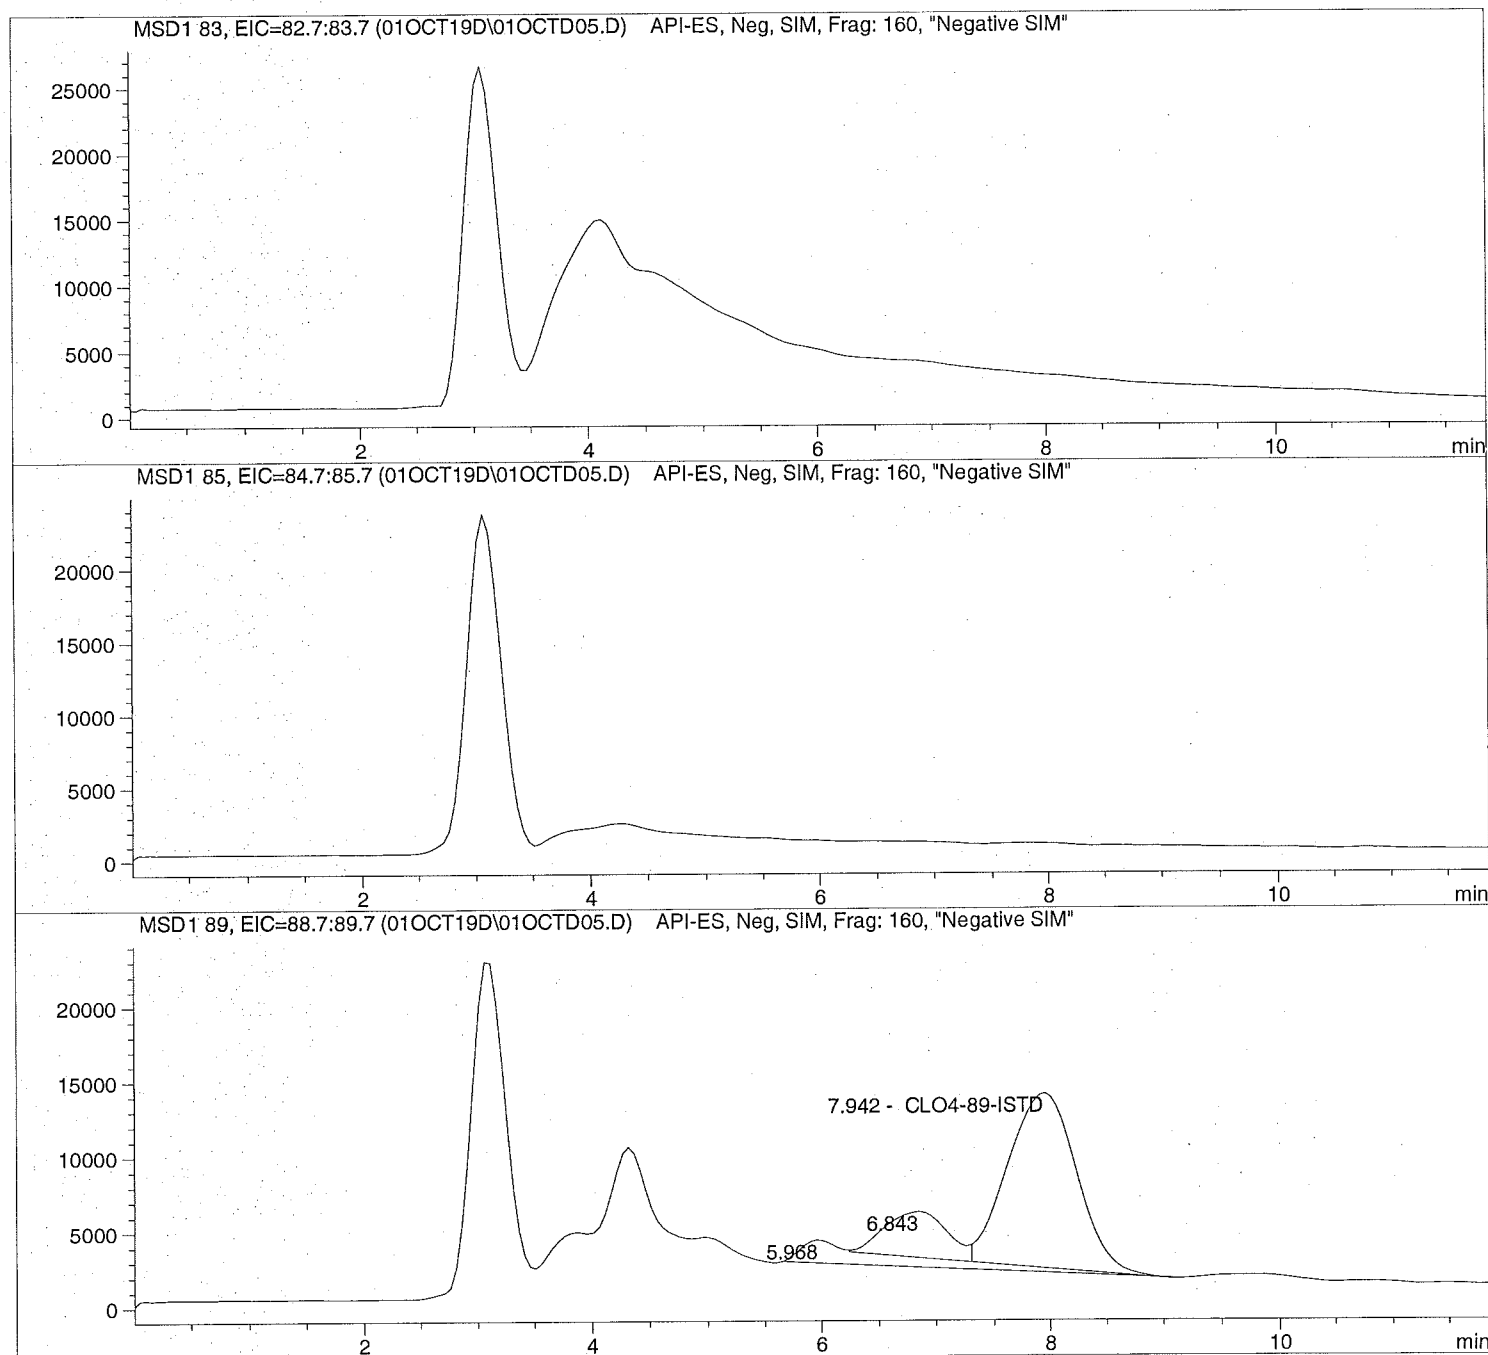 MSD1 83, EIC=82.7:83.7 (01OCT19D\01OCTD05.D) API-ES, Neg, SIM, Frag: 160, "Negative SIM"
25000
20000
15000
10000
5000
0
2 4 6 8 10 min
MSD1 85, EIC=84.7:85.7 (01OCT19D\01OCTD05.D) API-ES, Neg, SIM, Frag: 160, "Negative SIM"
20000
15000
10000
5000
0
2 4 6 8 10 min
MSD1 89, EIC=88.7:89.7 (01OCT19D\01OCTD05.D) API-ES, Neg, SIM, Frag: 160, "Negative SIM"
20000
15000
7.942 - CLO4-89-ISTD
10000
5000
6.843
5.968
0
2 4 6 8 10 min